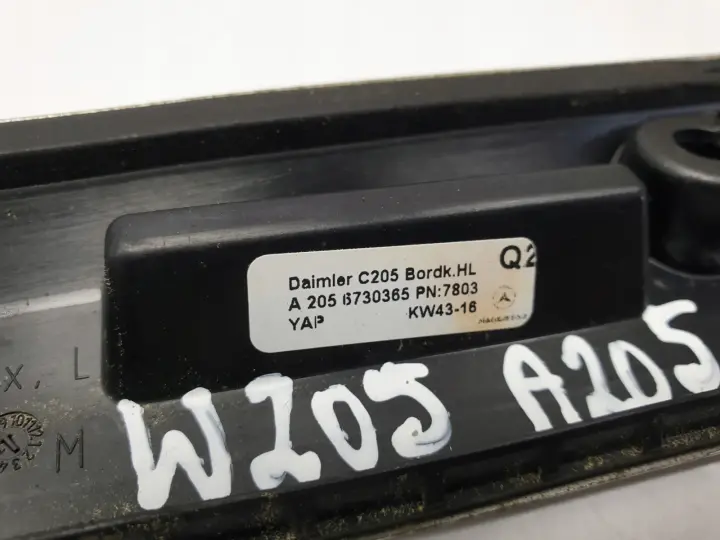 Daimler C205 Bordk.HL Q2
A 205 6730365 PN:7803
YAP KW43-16
x. L
M
W205 A205